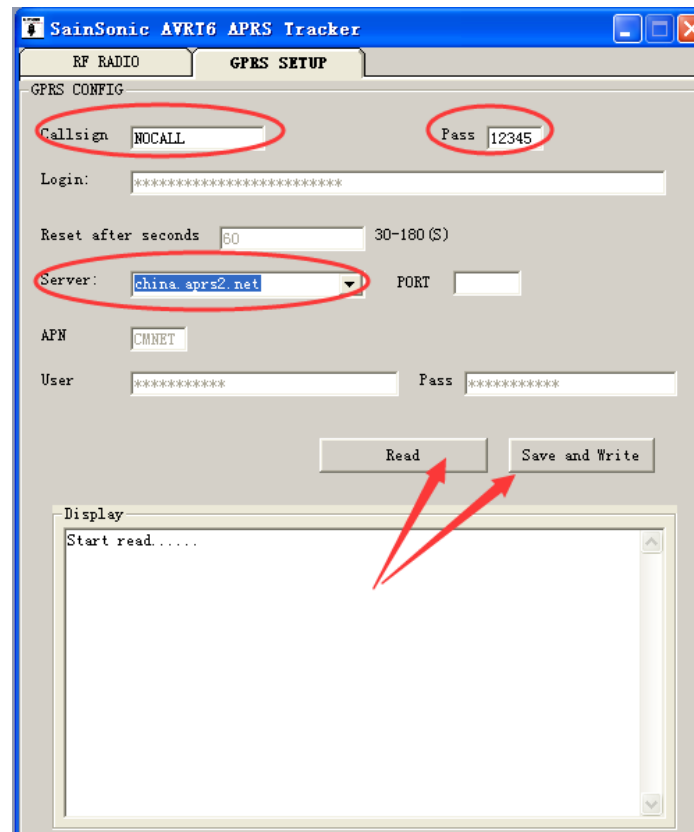 SainSonic AVRT6 APRS Tracker
RF RADIO GPRS SETUP
GPRS CONFIG
Callsign NOCALL Pass 12345
Login: *************************
Reset after seconds 60 30-180(S)
Server: china.aprs2.net PORT
APN CMNET
User *********** Pass ***********
Read Save and Write
Display
Start read......